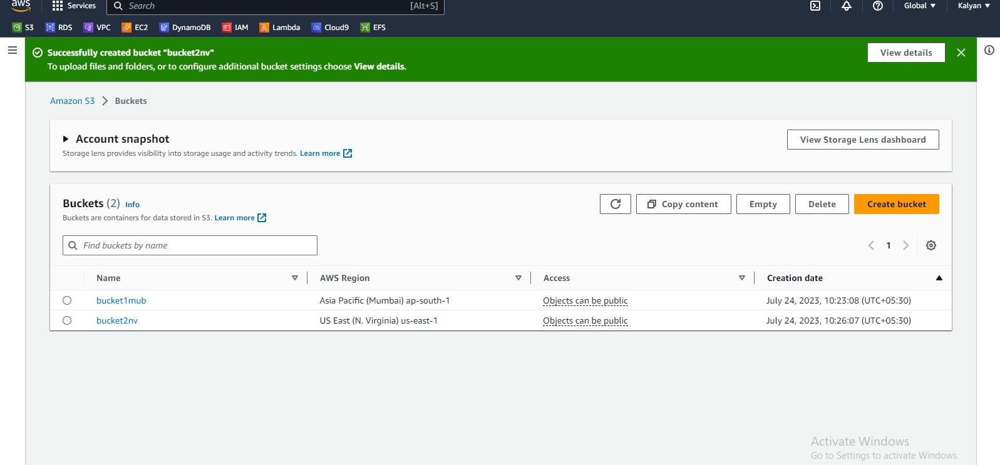 aws Services Search [Alt+S] Global Kalyan
S3 RDS VPC EC2 DynamoDB IAM Lambda Cloud9 EFS
Successfully created bucket "bucket2nv"
To upload files and folders, or to configure additional bucket settings choose View details.
View details
Amazon S3 Buckets
Account snapshot
Storage lens provides visibility into storage usage and activity trends. Learn more
View Storage Lens dashboard
Buckets (2) Info
Buckets are containers for data stored in S3. Learn more
Copy content Empty Delete Create bucket
Find buckets by name
1
Name AWS Region Access Creation date
bucket1mub Asia Pacific (Mumbai) ap-south-1 Objects can be public July 24, 2023, 10:23:08 (UTC+05:30)
bucket2nv US East (N. Virginia) us-east-1 Objects can be public July 24, 2023, 10:26:07 (UTC+05:30)
Activate Windows
Go to Settings to activate Windows.